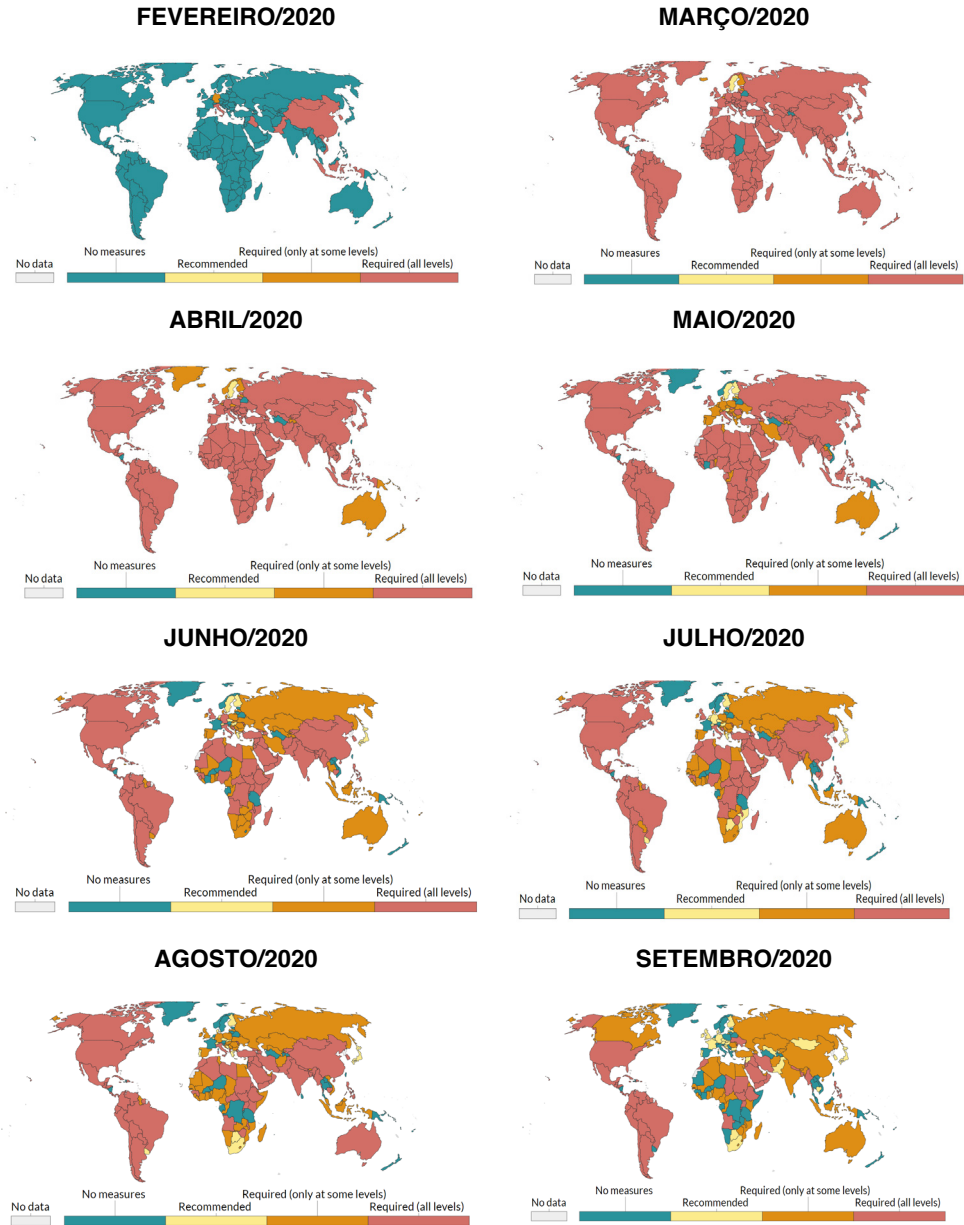 FEVEREIRO/2020
No measures Required (only at some levels)
No data Recommended Required (all levels)
MARÇO/2020
No measures Required (only at some levels)
No data Recommended Required (all levels)
ABRIL/2020
No measures Required (only at some levels)
No data Recommended Required (all levels)
MAIO/2020
No measures Required (only at some levels)
No data Recommended Required (all levels)
JUNHO/2020
No measures Required (only at some levels)
No data Recommended Required (all levels)
JULHO/2020
No measures Required (only at some levels)
No data Recommended Required (all levels)
AGOSTO/2020
No measures Required (only at some levels)
No data Recommended Required (all levels)
SETEMBRO/2020
No measures Required (only at some levels)
No data Recommended Required (all levels)